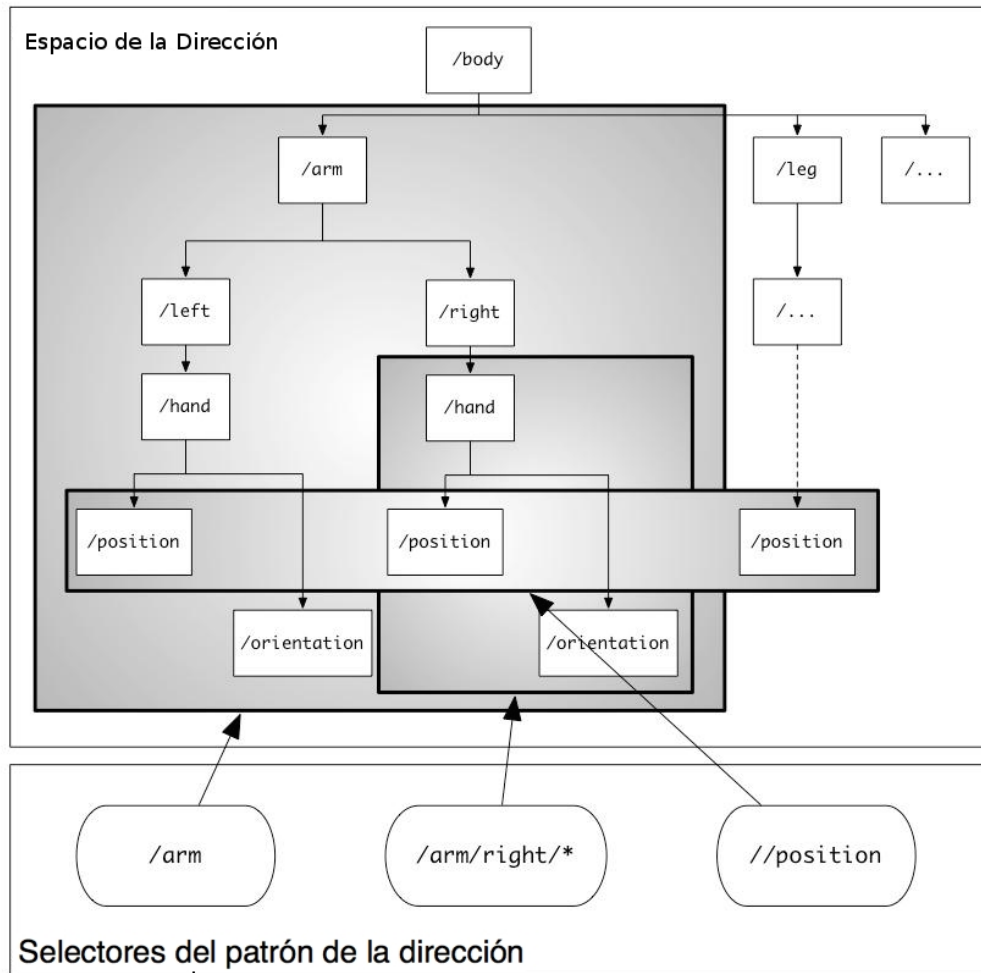 Espacio de la Dirección
/body
/arm
/leg
/...
/left
/right
/...
/hand
/hand
/position
/position
/position
/orientation
/orientation
/arm
/arm/right/*
//position
Selectores del patrón de la dirección